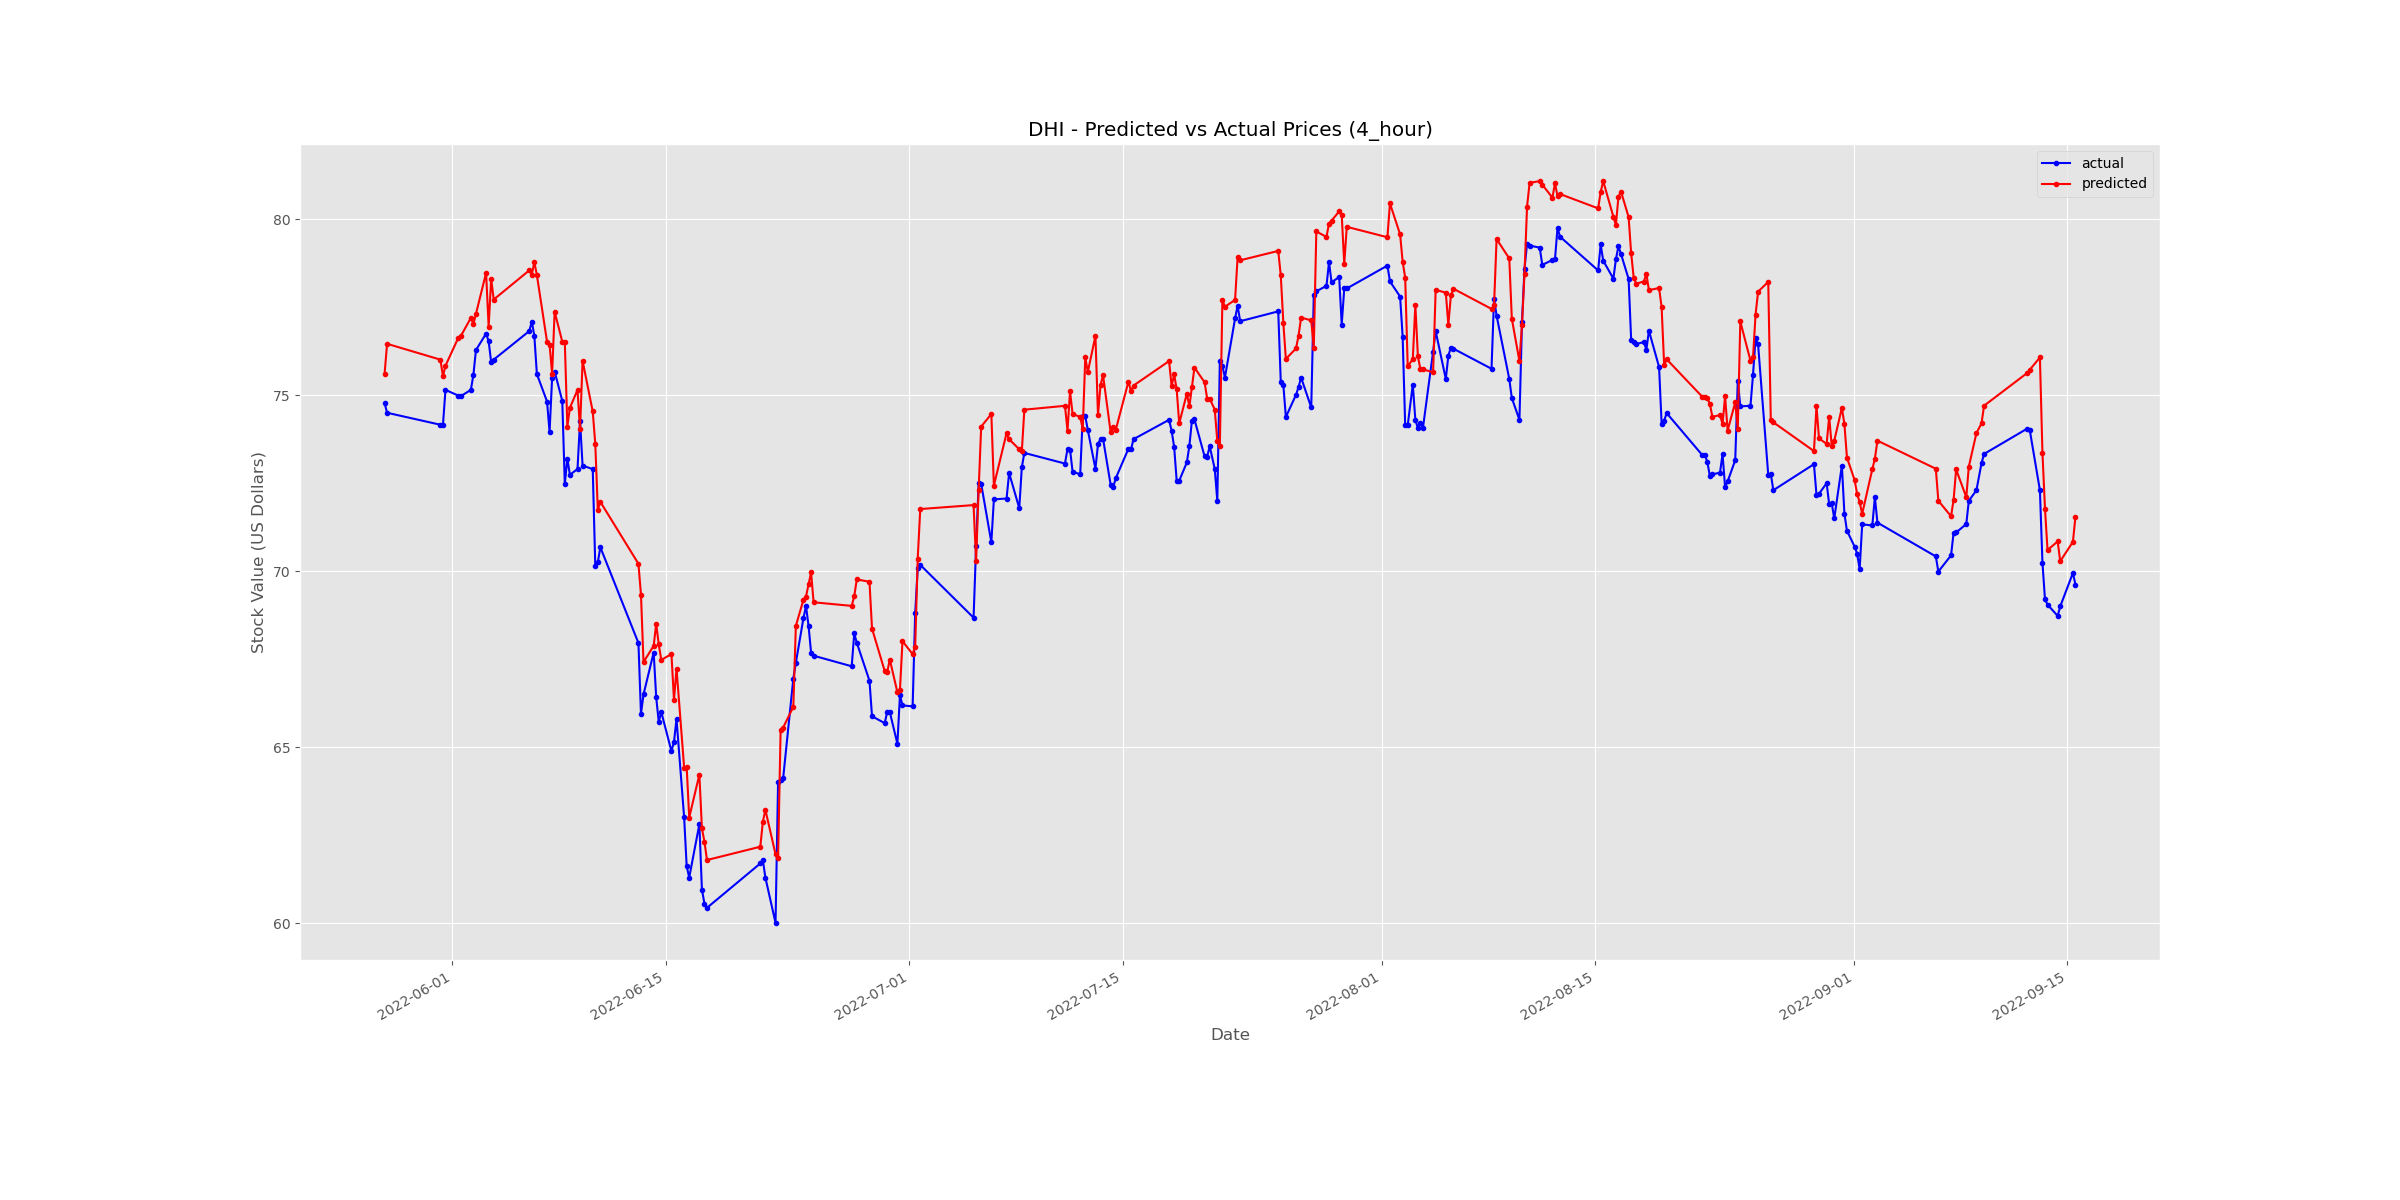 DHI - Predicted vs Actual Prices (4_hour)
actual
predicted
Stock Value (US Dollars)
80
75
70
65
60
2022-06-01
2022-06-15
2022-07-01
2022-07-15
2022-08-01
2022-08-15
2022-09-01
2022-09-15
Date